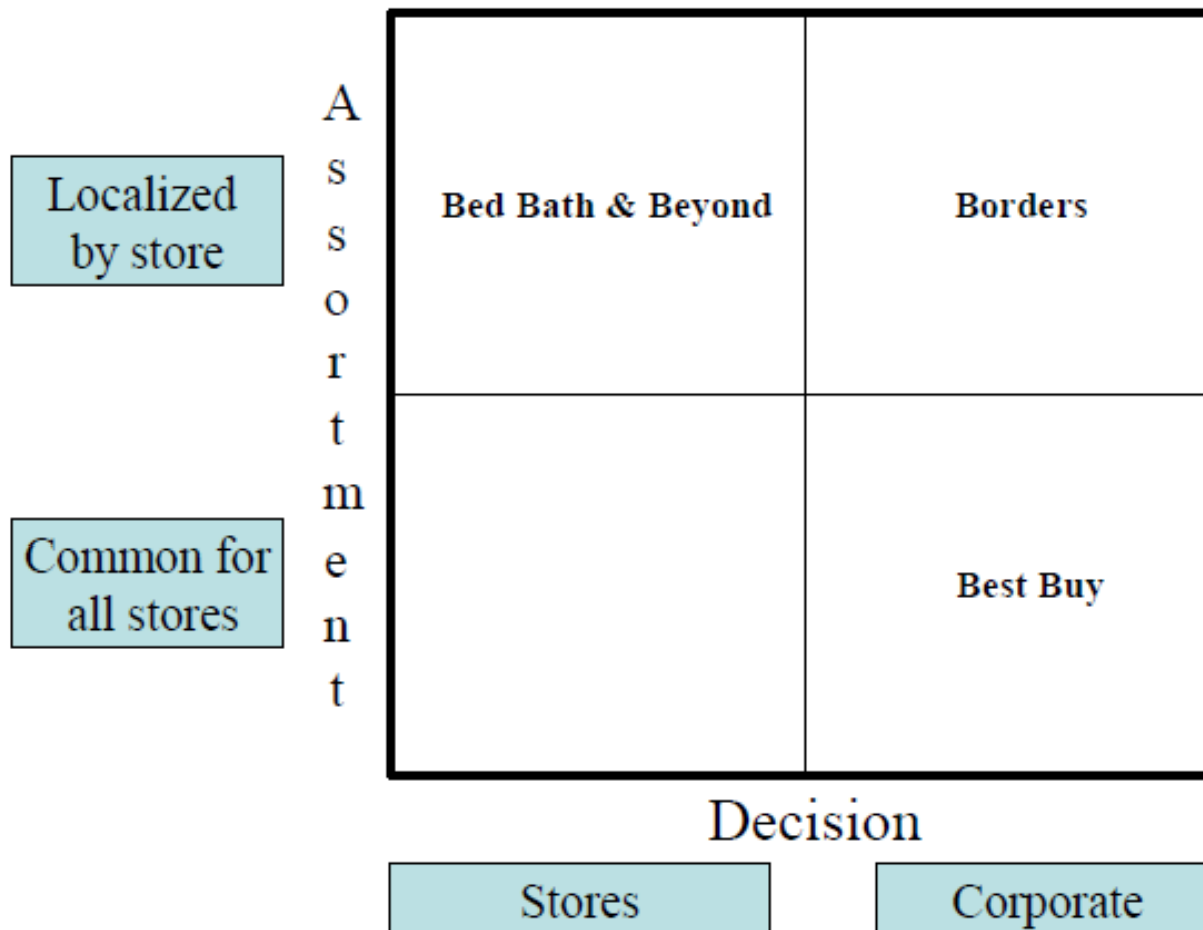 Assortment
Localized
by store
Bed Bath & Beyond
Borders
Common for
all stores
Best Buy
Decision
Stores
Corporate